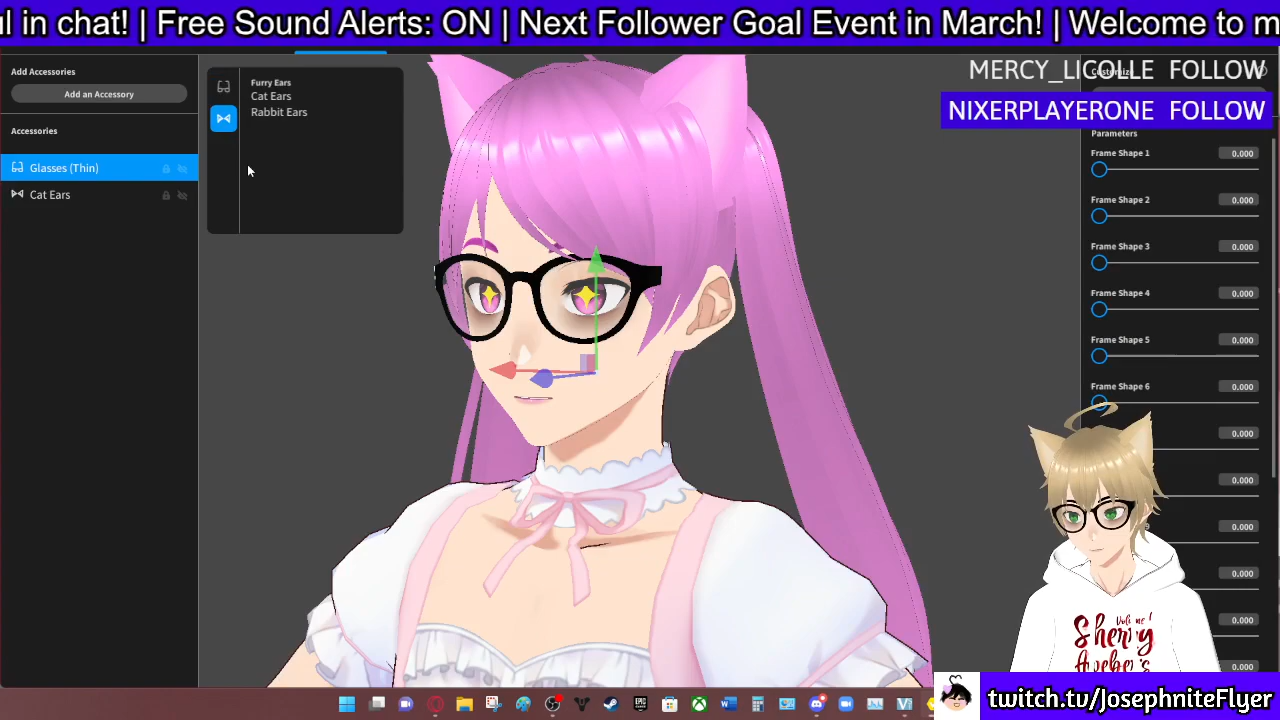 ul in chat! | Free Sound Alerts: ON | Next Follower Goal Event in March! | Welcome to m
MERCY_LICOLLE FOLLOW
NIXERPLAYERONE FOLLOW
Add Accessories
Add an Accessory
Accessories
Glasses (Thin)
Cat Ears
Furry Ears
Cat Ears
Rabbit Ears
Parameters
Frame Shape 1 0.000
Frame Shape 2 0.000
Frame Shape 3 0.000
Frame Shape 4 0.000
Frame Shape 5 0.000
Frame Shape 6 0.000
0.000
0.000
0.000
0.000
0.000
0.000
Sherry
twitch.tv/JosephniteFlyer